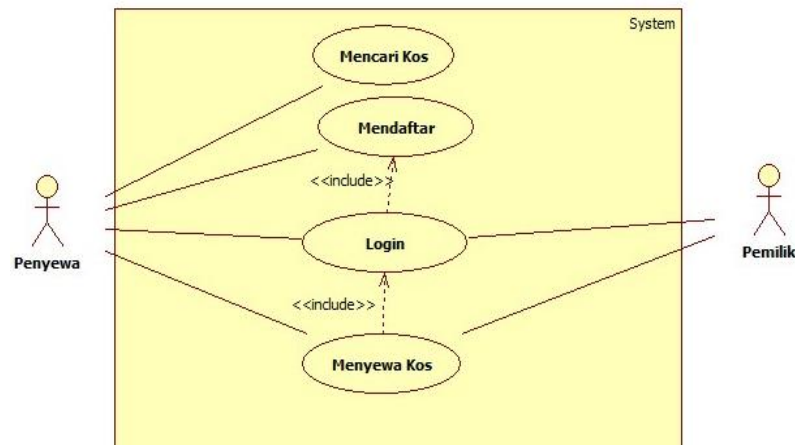 System
Mencari Kos
Mendaftar
<<include>>
Login
Penyewa
Pemilik
<<include>>
Menyewa Kos